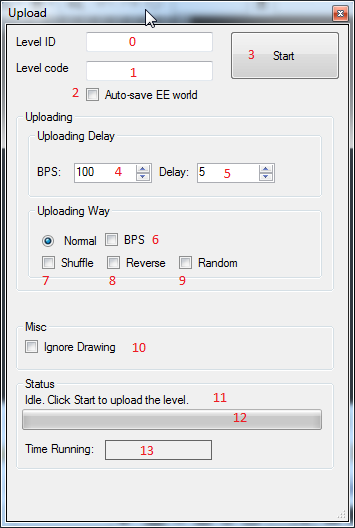 Upload
Level ID 0
3 Start
Level code 1
2 Auto-save EE world
Uploading
Uploading Delay
BPS: 100 4 Delay: 5 5
Uploading Way
Normal BPS 6
Shuffle Reverse Random
7 8 9
Misc
Ignore Drawing 10
Status
Idle. Click Start to upload the level. 11
12
Time Running: 13